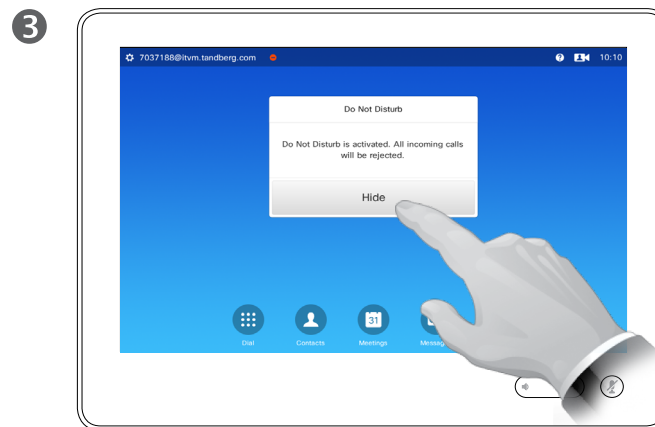 3
7037188@itvm.tandberg.com
10:10
Do Not Disturb
Do Not Disturb is activated. All incoming calls
will be rejected.
Hide
31
Dial
Contacts
Meetings